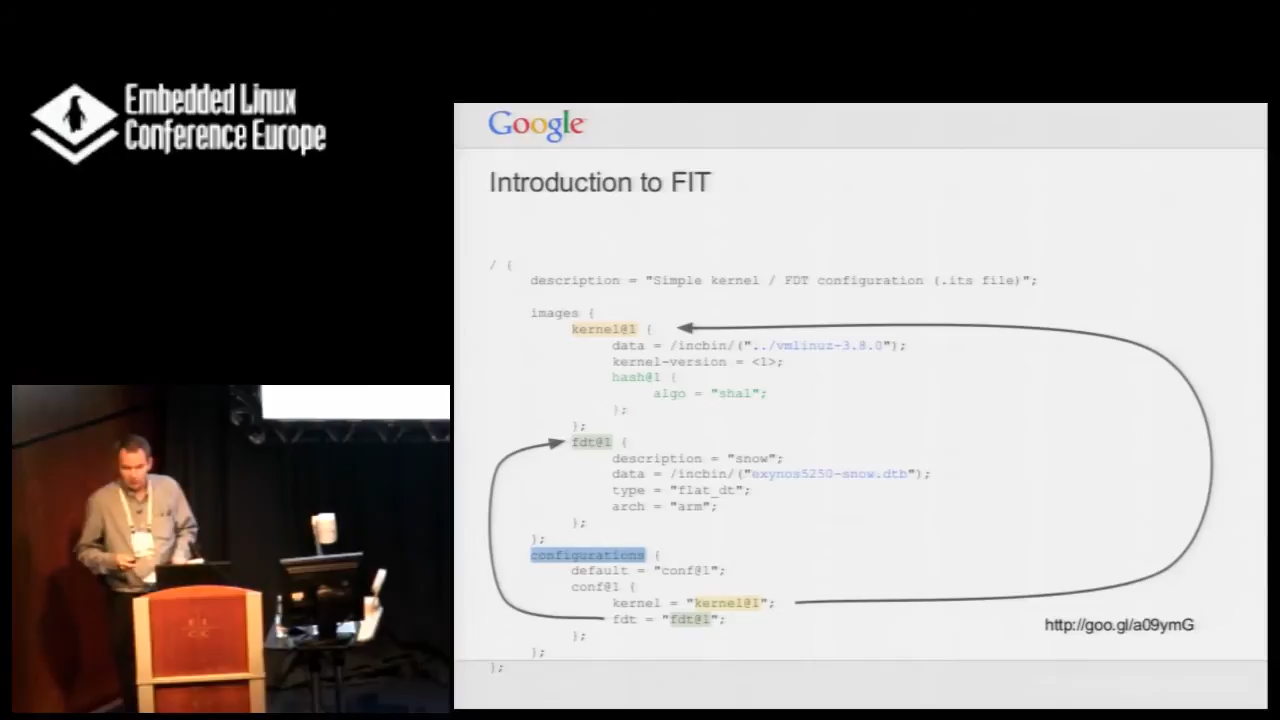 Embedded Linux
Conference Europe
Google
Introduction to FIT
/ {
description = "Simple kernel / FDT configuration (.its file)";
images {
kernel@1 {
data = /incbin/("../vmlinuz-3.8.0");
kernel-version = <1>;
hash@1 {
algo = "sha1";
};
};
fdt@1 {
description = "snow";
data = /incbin/("exynos5250-snow.dtb");
type = "flat_dt";
arch = "arm";
};
};
configurations {
default = "conf@1";
conf@1 {
kernel = "kernel@1";
fdt = "fdt@1";
};
};
};
http://goo.gl/a09ymG